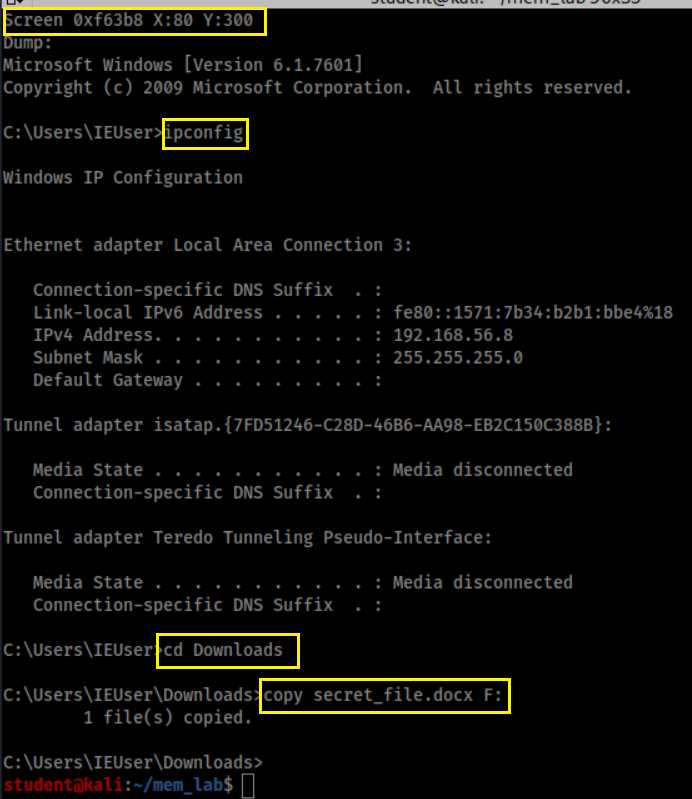 Screen 0xf63b8 X:80 Y:300
Dump:
Microsoft Windows [Version 6.1.7601]
Copyright (c) 2009 Microsoft Corporation.  All rights reserved.
C:\Users\IEUser>ipconfig
Windows IP Configuration
Ethernet adapter Local Area Connection 3:
   Connection-specific DNS Suffix  . :
   Link-local IPv6 Address . . . . . : fe80::1571:7b34:b2b1:bbe4%18
   IPv4 Address. . . . . . . . . . . : 192.168.56.8
   Subnet Mask . . . . . . . . . . . : 255.255.255.0
   Default Gateway . . . . . . . . . :
Tunnel adapter isatap.{7FD51246-C28D-46B6-AA98-EB2C150C388B}:
   Media State . . . . . . . . . . . : Media disconnected
   Connection-specific DNS Suffix  . :
Tunnel adapter Teredo Tunneling Pseudo-Interface:
   Media State . . . . . . . . . . . : Media disconnected
   Connection-specific DNS Suffix  . :
C:\Users\IEUser>cd Downloads
C:\Users\IEUser\Downloads>copy secret_file.docx F:
        1 file(s) copied.
C:\Users\IEUser\Downloads>
student@kali:~/mem_lab$